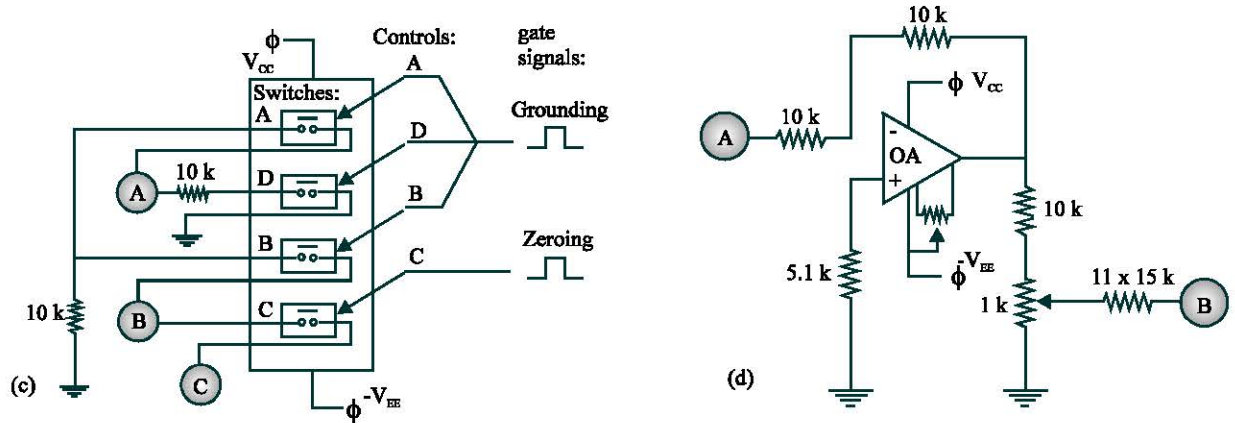 Controls:
gate
signals:
ϕ
V_CC
Switches:
A
A
Grounding
D
D
A
10 k
B
B
Zeroing
C
C
10 k
B
C
ϕ -V_EE
(c)
10 k
ϕ V_CC
A
10 k
-
OA
+
10 k
5.1 k
ϕ -V_EE
11 x 15 k
1 k
B
(d)